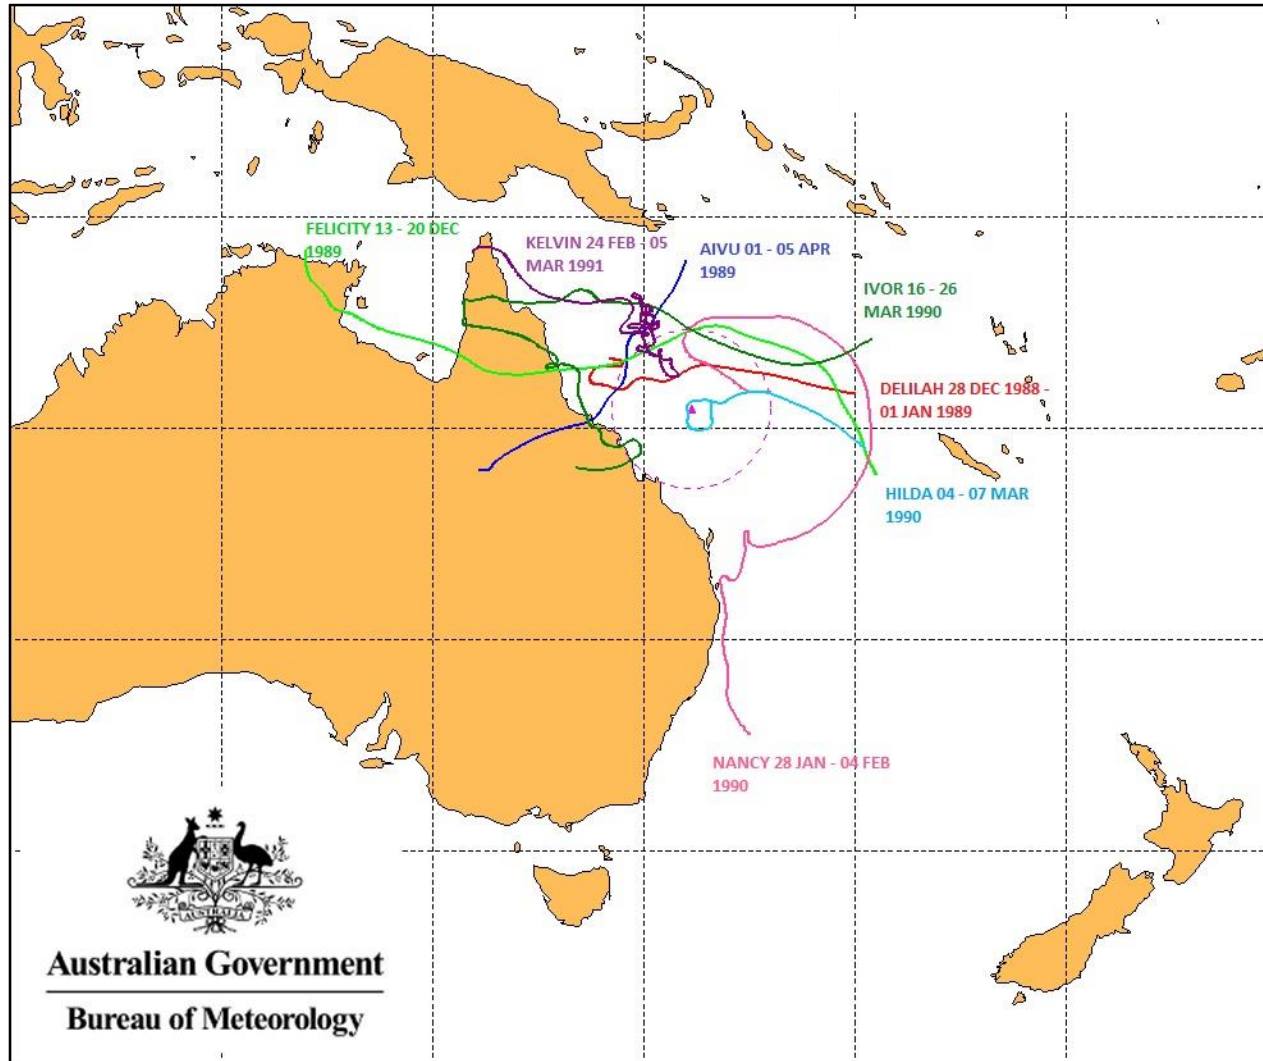 FELICITY 13 - 20 DEC
1989
KELVIN 24 FEB - 05
MAR 1991
AIVU 01 - 05 APR
1989
IVOR 16 - 26
MAR 1990
DELILAH 28 DEC 1988 -
01 JAN 1989
HILDA 04 - 07 MAR
1990
NANCY 28 JAN - 04 FEB
1990
AUSTRALIA
Australian Government
Bureau of Meteorology